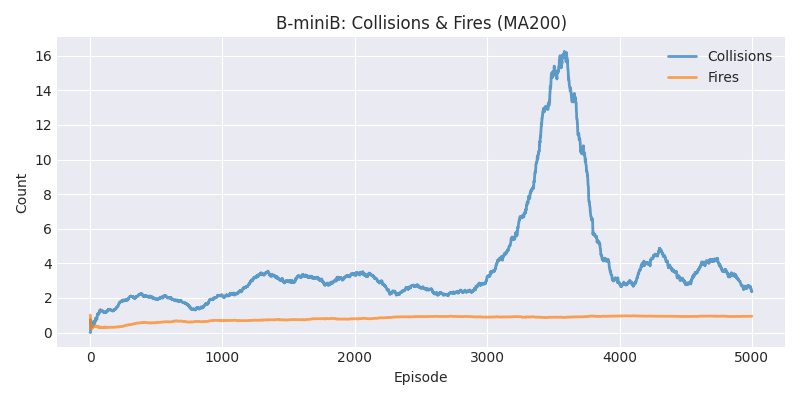 B-miniB: Collisions & Fires (MA200)
Collisions
Fires
Count
16
14
12
10
8
6
4
2
0
0 1000 2000 3000 4000 5000
Episode